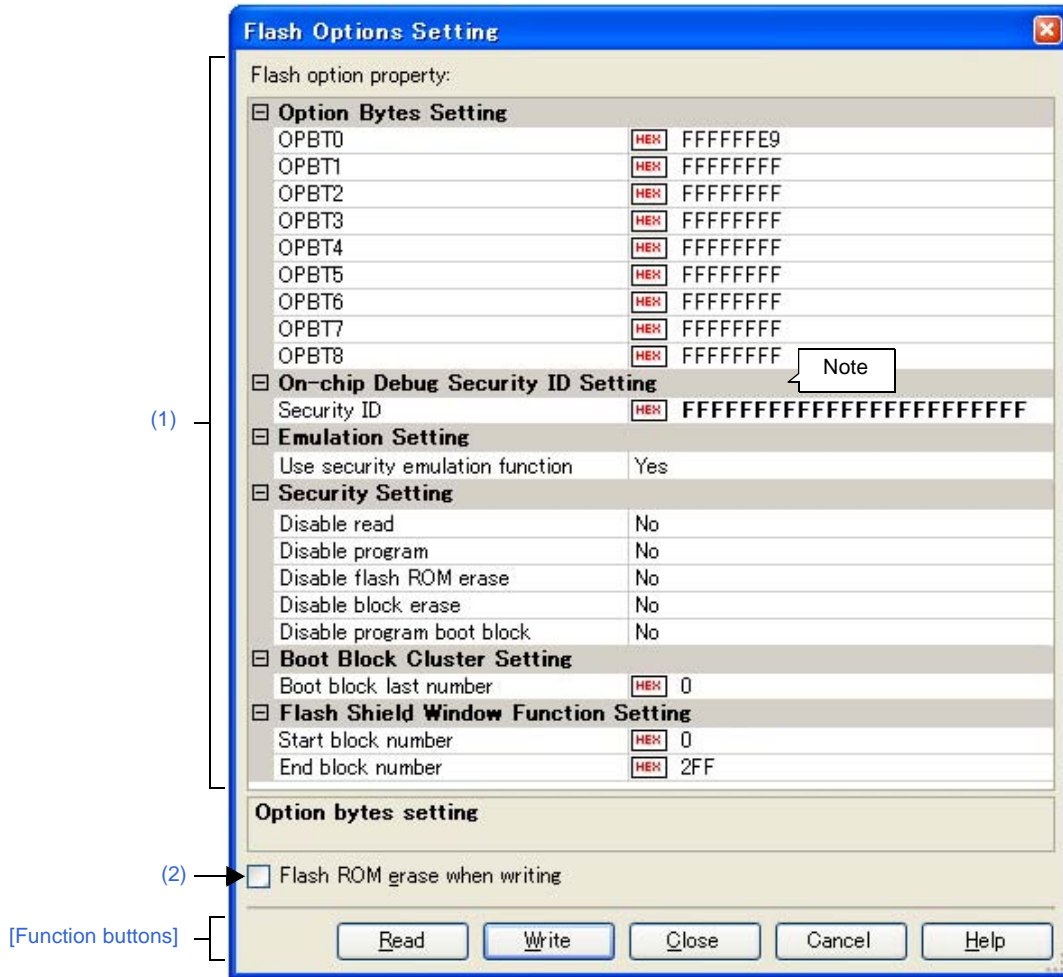 Flash Options Setting
Flash option property:
Option Bytes Setting
OPBT0 HEX FFFFFFE9
OPBT1 HEX FFFFFFFF
OPBT2 HEX FFFFFFFF
OPBT3 HEX FFFFFFFF
OPBT4 HEX FFFFFFFF
OPBT5 HEX FFFFFFFF
OPBT6 HEX FFFFFFFF
OPBT7 HEX FFFFFFFF
OPBT8 HEX FFFFFFFF
Note
On-chip Debug Security ID Setting
(1)
Security ID HEX FFFFFFFFFFFFFFFFFFFFFFFF
Emulation Setting
Use security emulation function Yes
Security Setting
Disable read No
Disable program No
Disable flash ROM erase No
Disable block erase No
Disable program boot block No
Boot Block Cluster Setting
Boot block last number HEX 0
Flash Shield Window Function Setting
Start block number HEX 0
End block number HEX 2FF
Option bytes setting
(2) Flash ROM erase when writing
[Function buttons] Read Write Close Cancel Help